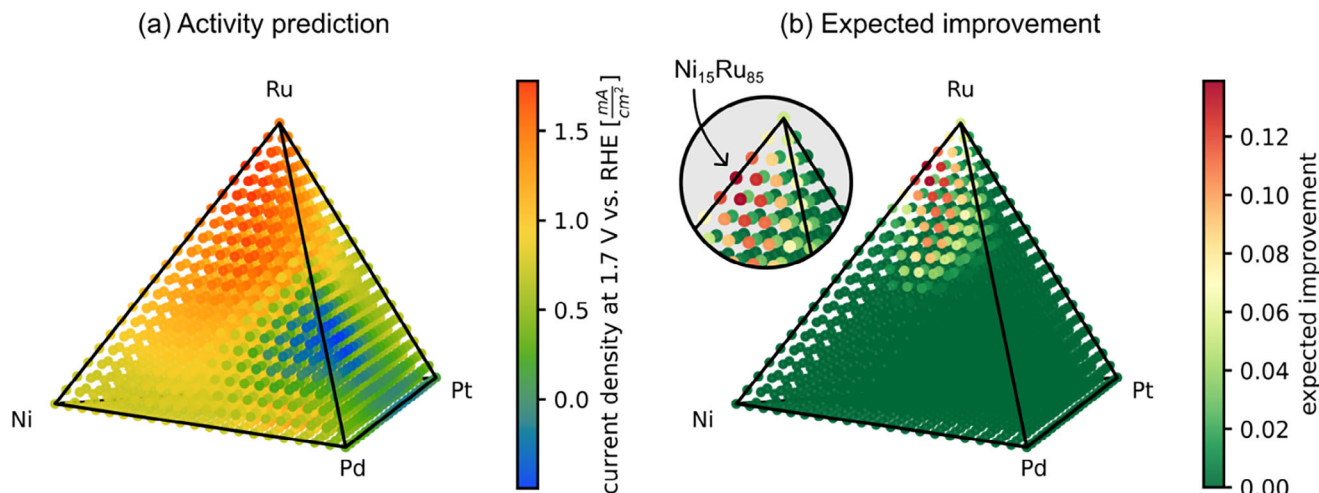 (a) Activity prediction
Ru
Ni
Pd
Pt
1.5
1.0
0.5
0.0
current density at 1.7 V vs. RHE [mA/cm²]
(b) Expected improvement
Ni₁₅Ru₈₅
Ru
Ni
Pd
Pt
0.12
0.10
0.08
0.06
0.04
0.02
0.00
expected improvement